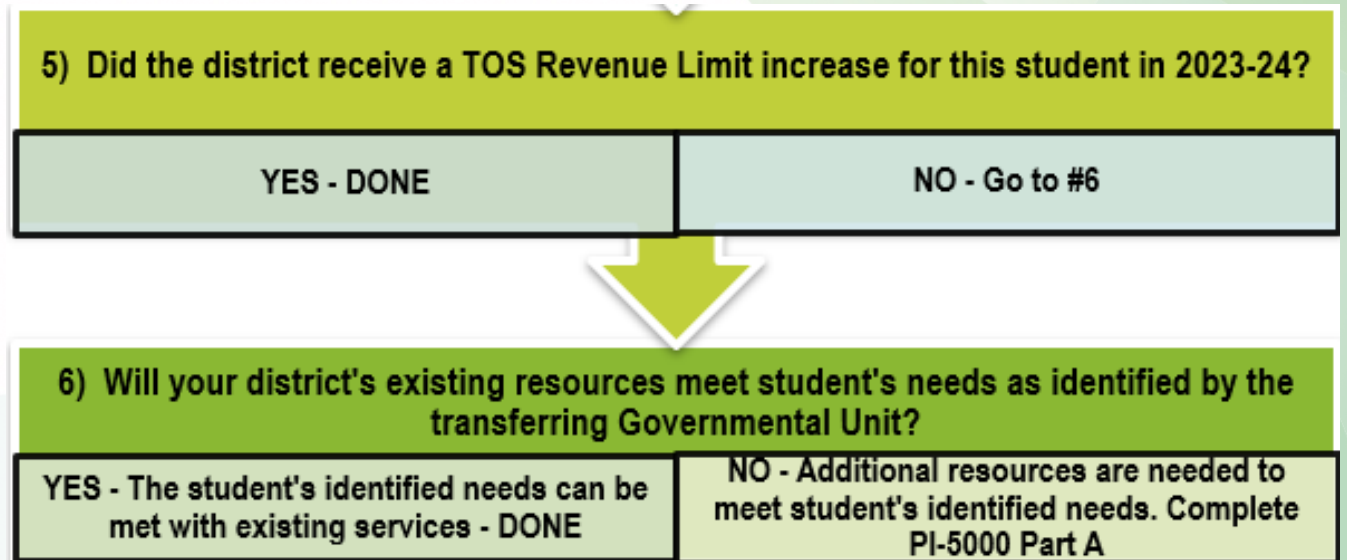 5)  Did the district receive a TOS Revenue Limit increase for this student in 2023-24?
YES - DONE
NO - Go to #6
6)  Will your district's existing resources meet student's needs as identified by the
transferring Governmental Unit?
YES - The student's identified needs can be
met with existing services - DONE
NO - Additional resources are needed to
meet student's identified needs. Complete
PI-5000 Part A